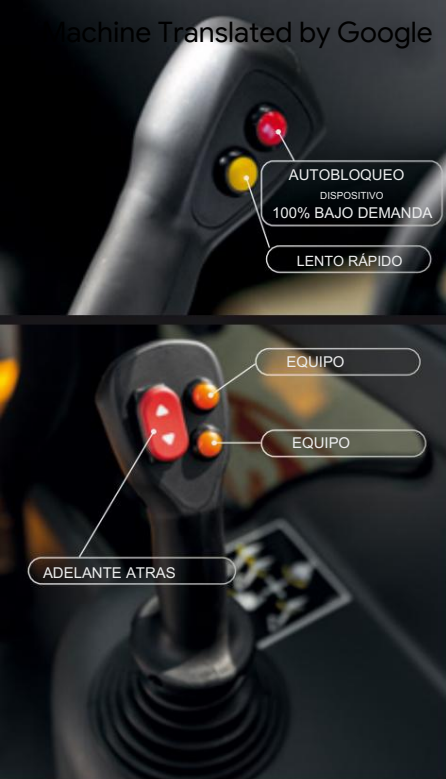 Machine Translated by Google
AUTOBLOQUEO
DISPOSITIVO
100% BAJO DEMANDA
LENTO RÁPIDO
EQUIPO
EQUIPO
ADELANTE ATRAS